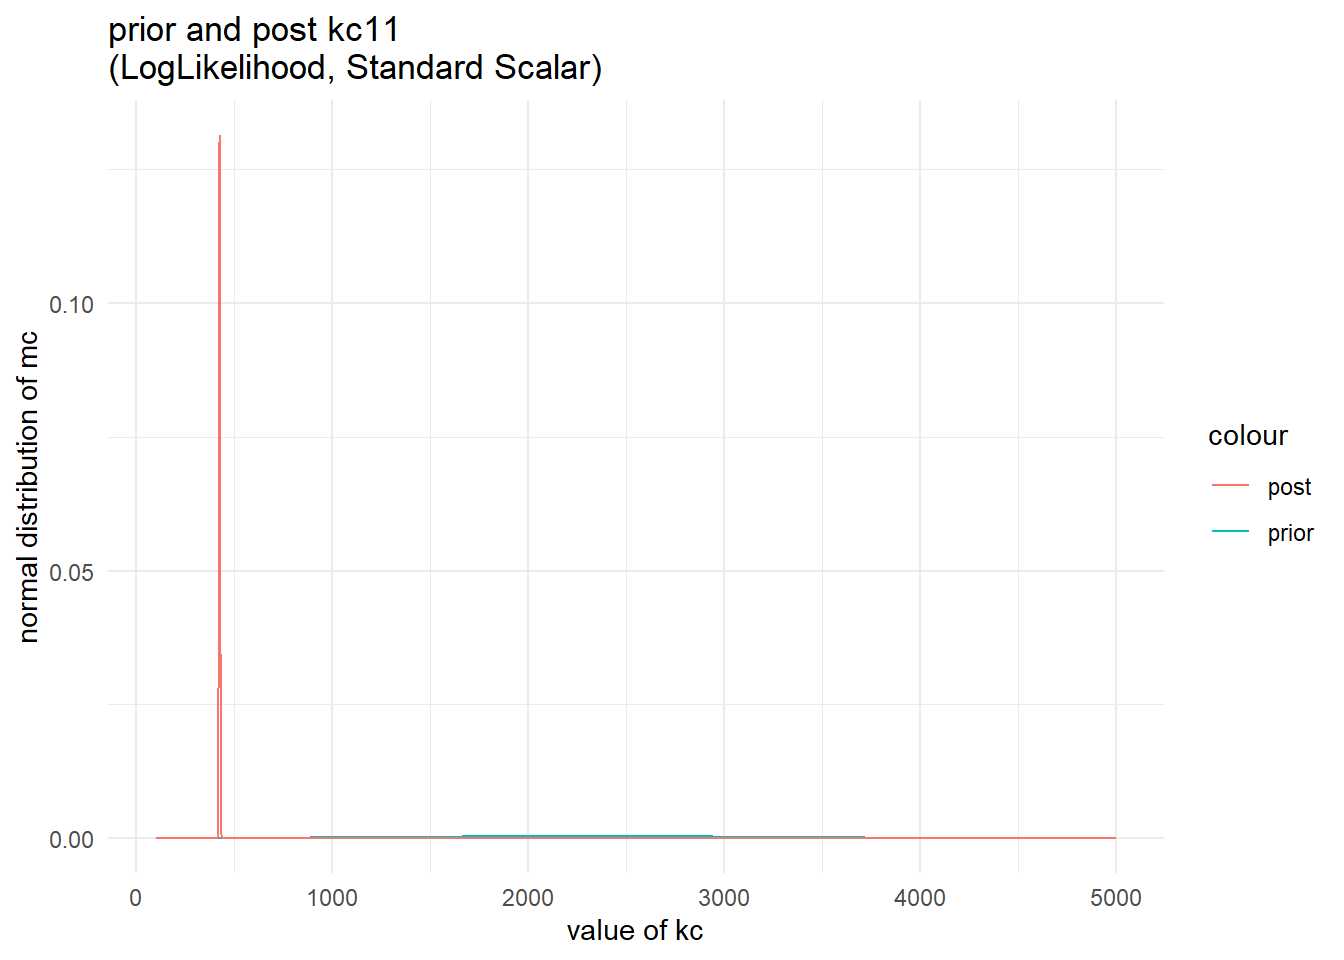 prior and post kc11
(LogLikelihood, Standard Scalar)
0.10
0.05
0.00
normal distribution of mc
0 1000 2000 3000 4000 5000
value of kc
colour
post
prior